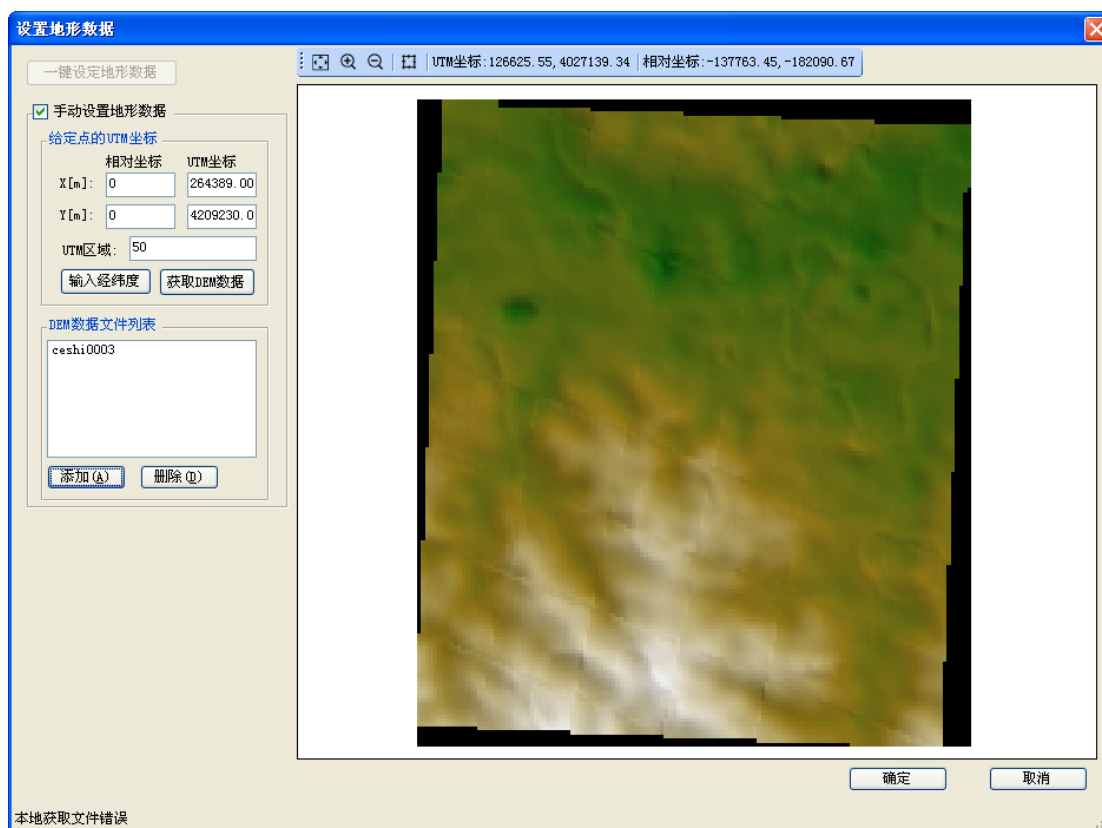 设置地形数据
一键设定地形数据
UTM坐标:126625.55,4027139.34 相对坐标:-137763.45,-182090.67
手动设置地形数据
给定点的UTM坐标
相对坐标 UTM坐标
X[m]: 0 264389.00
Y[m]: 0 4209230.0
UTM区域: 50
输入经纬度 获取DEM数据
DEM数据文件列表
ceshi0003
添加(A) 删除(D)
确定 取消
本地获取文件错误